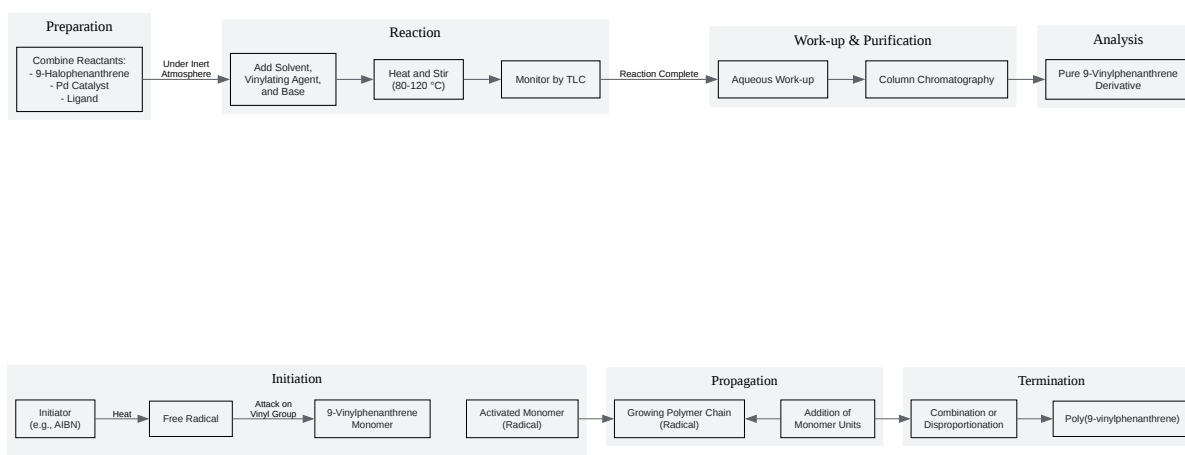 Preparation
Combine Reactants:
- 9-Halophenanthrene
- Pd Catalyst
- Ligand
Under Inert
Atmosphere
Reaction
Add Solvent,
Vinylating Agent,
and Base
Heat and Stir
(80-120 °C)
Monitor by TLC
Reaction Complete
Work-up & Purification
Aqueous Work-up
Column Chromatography
Analysis
Pure 9-Vinylphenanthrene
Derivative
Initiation
Initiator
(e.g., AIBN)
Heat
Free Radical
Attack on
Vinyl Group
9-Vinylphenanthrene
Monomer
Activated Monomer
(Radical)
Propagation
Growing Polymer Chain
(Radical)
Addition of
Monomer Units
Termination
Combination or
Disproportionation
Poly(9-vinylphenanthrene)